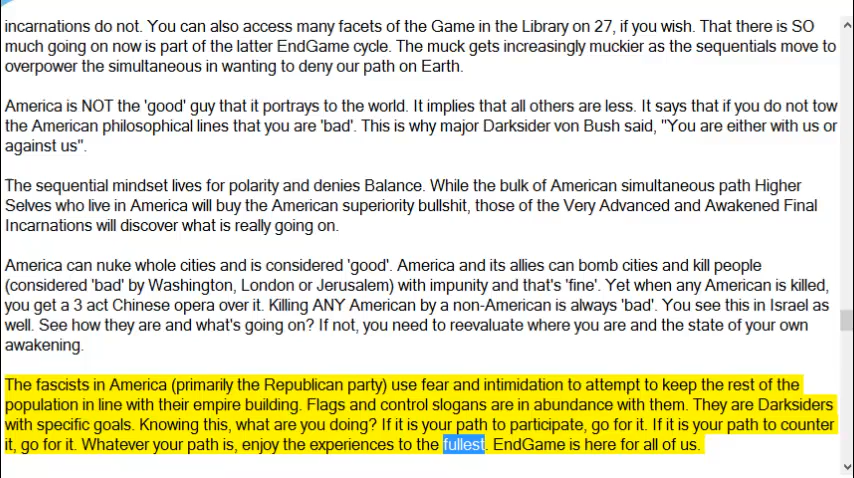 incarnations do not. You can also access many facets of the Game in the Library on 27, if you wish. That there is SO
much going on now is part of the latter EndGame cycle. The muck gets increasingly muckier as the sequentials move to
overpower the simultaneous in wanting to deny our path on Earth.
America is NOT the 'good' guy that it portrays to the world. It implies that all others are less. It says that if you do not tow
the American philosophical lines that you are 'bad'. This is why major Darksider von Bush said, "You are either with us or
against us".
The sequential mindset lives for polarity and denies Balance. While the bulk of American simultaneous path Higher
Selves who live in America will buy the American superiority bullshit, those of the Very Advanced and Awakened Final
Incarnations will discover what is really going on.
America can nuke whole cities and is considered 'good'. America and its allies can bomb cities and kill people
(considered 'bad' by Washington, London or Jerusalem) with impunity and that's 'fine'. Yet when any American is killed,
you get a 3 act Chinese opera over it. Killing ANY American by a non-American is always 'bad'. You see this in Israel as
well. See how they are and what's going on? If not, you need to reevaluate where you are and the state of your own
awakening.
The fascists in America (primarily the Republican party) use fear and intimidation to attempt to keep the rest of the
population in line with their empire building. Flags and control slogans are in abundance with them. They are Darksiders
with specific goals. Knowing this, what are you doing? If it is your path to participate, go for it. If it is your path to counter
it, go for it. Whatever your path is, enjoy the experiences to the fullest. EndGame is here for all of us.